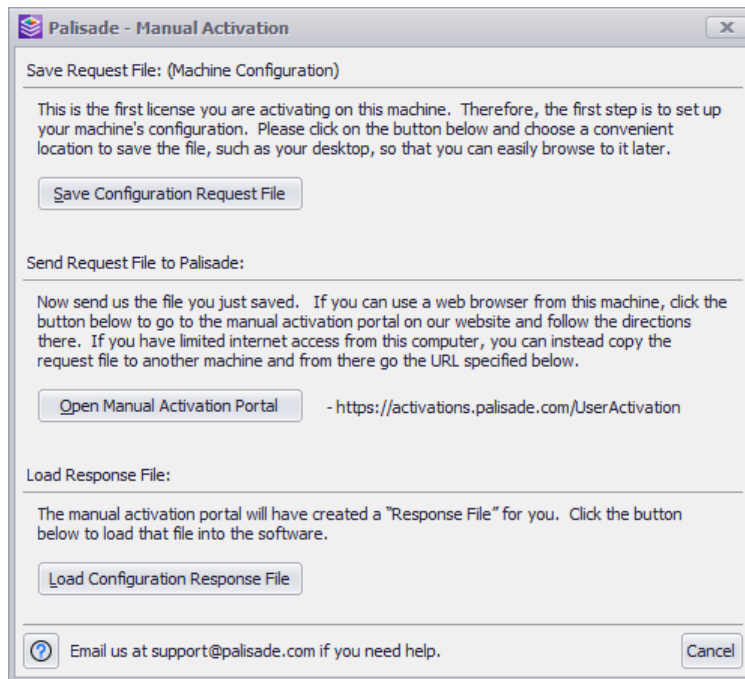 Palisade - Manual Activation
Save Request File: (Machine Configuration)
This is the first license you are activating on this machine.  Therefore, the first step is to set up
your machine's configuration.  Please click on the button below and choose a convenient
location to save the file, such as your desktop, so that you can easily browse to it later.
Save Configuration Request File
Send Request File to Palisade:
Now send us the file you just saved.   If you can use a web browser from this machine, click the
button below to go to the manual activation portal on our website and follow the directions
there.  If you have limited internet access from this computer, you can instead copy the
request file to another machine and from there go the URL specified below.
Open Manual Activation Portal - https://activations.palisade.com/UserActivation
Load Response File:
The manual activation portal will have created a "Response File" for you.  Click the button
below to load that file into the software.
Load Configuration Response File
Email us at support@palisade.com if you need help. Cancel